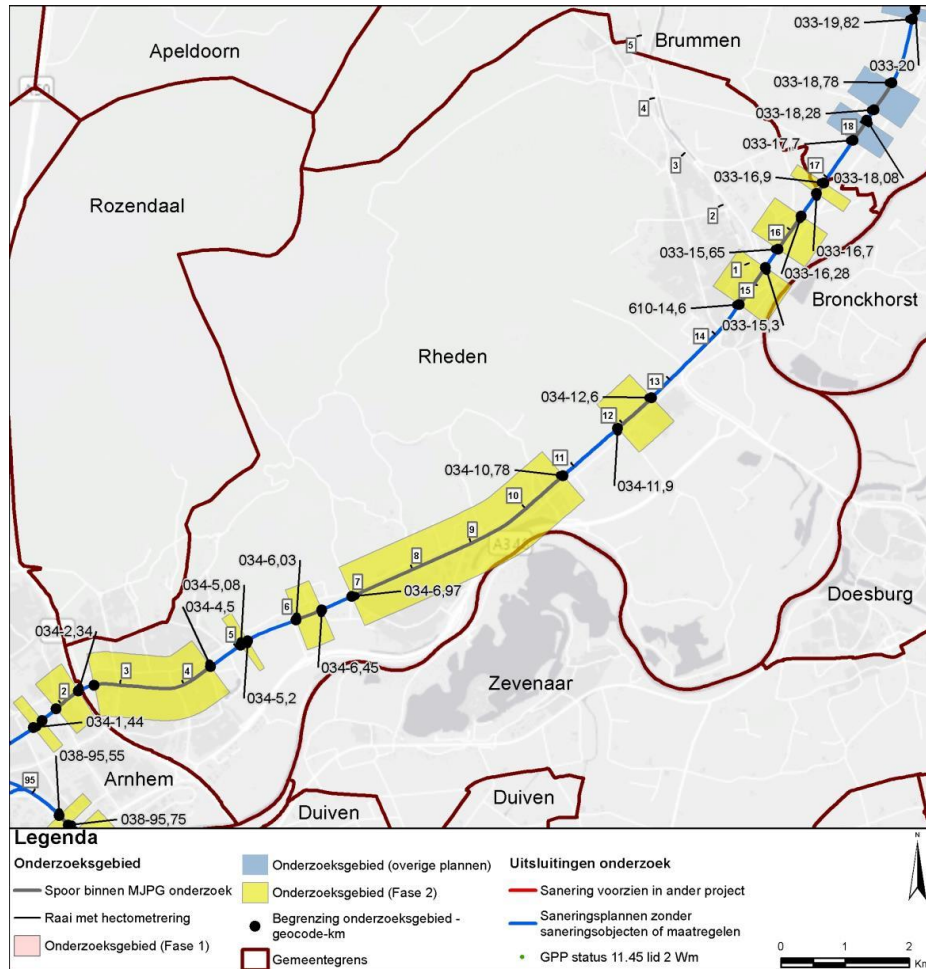 033-19,82
Brummen
Apeldoorn
5
033-20
033-18,78
4
033-18,28
18
033-17,7
033-18,08
3
17
033-16,9
Rozendaal
2
16
033-16,7
033-15,65
1
033-16,28
15
Bronckhorst
610-14,6
033-15,3
14
Rheden
13
034-12,6
12
11
034-10,78
034-11,9
10
9
8
034-6,03
034-5,08
7
034-6,97
034-4,5
6
Doesburg
5
034-2,34
034-6,45
3
4
Zevenaar
034-5,2
2
034-1,44
038-95,55
95
Arnhem
Duiven
Duiven
038-95,75
Legenda
Onderzoeksgebied
Spoor binnen MJPG onderzoek
Raai met hectometrering
Onderzoeksgebied (Fase 1)
Onderzoeksgebied (overige plannen)
Onderzoeksgebied (Fase 2)
Begrenzing onderzoeksgebied -
geocode-km
Gemeentegrens
Uitsluitingen onderzoek
Sanering voorzien in ander project
Saneringsplannen zonder
saneringsobjecten of maatregelen
GPP status 11.45 lid 2 Wm
N
0 1 2
Km